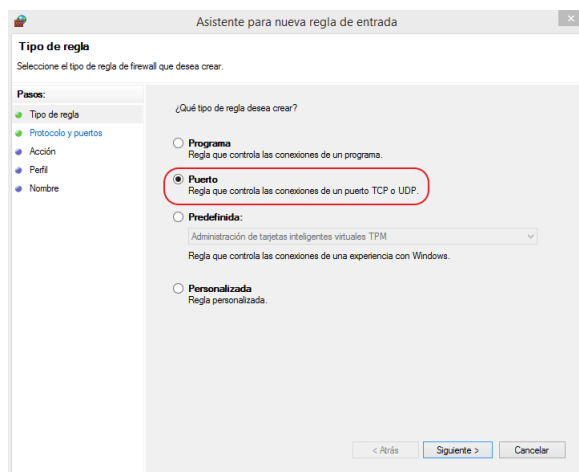 Asistente para nueva regla de entrada
Tipo de regla
Seleccione el tipo de regla de firewall que desea crear.
Pasos:
Tipo de regla
Protocolo y puertos
Acción
Perfil
Nombre
¿Qué tipo de regla desea crear?
Programa
Regla que controla las conexiones de un programa.
Puerto
Regla que controla las conexiones de un puerto TCP o UDP.
Predefinida:
Administración de tarjetas inteligentes virtuales TPM
Regla que controla las conexiones de una experiencia con Windows.
Personalizada
Regla personalizada.
< Atrás
Siguiente >
Cancelar